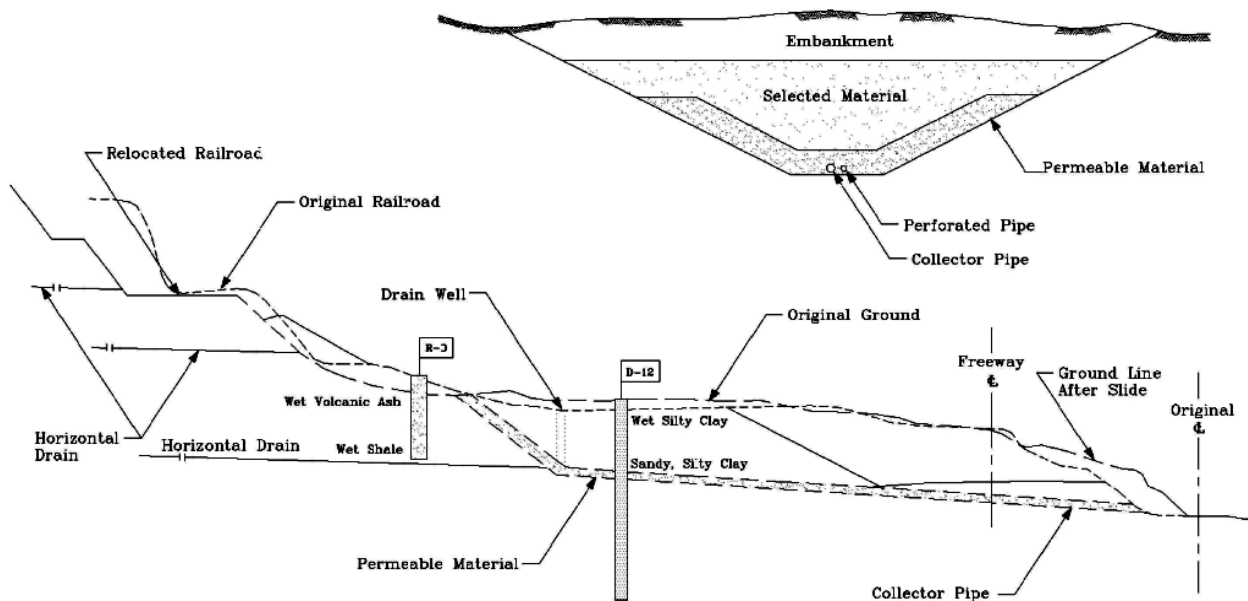 Embankment
Selected Material
Permeable Material
Perforated Pipe
Collector Pipe
Relocated Railroad
Original Railroad
Drain Well
Original Ground
Freeway
℄
Ground Line
After Slide
Original
℄
R-3
D-12
Wet Volcanic Ash
Wet Silty Clay
Horizontal
Drain
Horizontal Drain
Wet Shale
Sandy, Silty Clay
Permeable Material
Collector Pipe